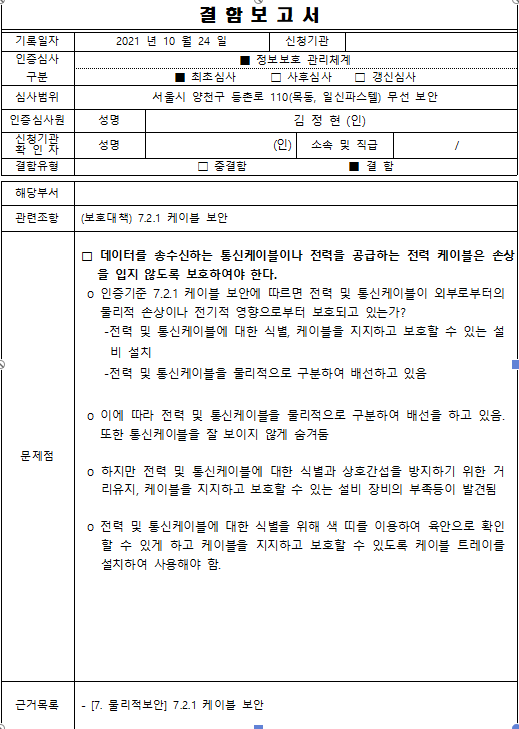 결 함 보 고 서
기록일자 2021 년 10 월 24 일 신청기관
인증심사 ■ 정보보호 관리체계
구분 ■ 최초심사 □ 사후심사 □ 갱신심사
심사범위 서울시 양천구 등촌로 110(목동, 일신파스텔) 무선 보안
인증심사원 성명 김 정 현 (인)
신청기관
확 인 자 성명 (인) 소속 및 직급 /
결함유형 □ 중결함 ■ 결 함
해당부서
관련조항 (보호대책) 7.2.1 케이블 보안
문제점
□ 데이터를 송수신하는 통신케이블이나 전력을 공급하는 전력 케이블은 손상
을 입지 않도록 보호하여야 한다.
o 인증기준 7.2.1 케이블 보안에 따르면 전력 및 통신케이블이 외부로부터의
물리적 손상이나 전기적 영향으로부터 보호되고 있는가?
-전력 및 통신케이블에 대한 식별, 케이블을 지지하고 보호할 수 있는 설
비 설치
-전력 및 통신케이블을 물리적으로 구분하여 배선하고 있음
o 이에 따라 전력 및 통신케이블을 물리적으로 구분하여 배선을 하고 있음.
또한 통신케이블을 잘 보이지 않게 숨겨둠
o 하지만 전력 및 통신케이블에 대한 식별과 상호간섭을 방지하기 위한 거
리유지, 케이블을 지지하고 보호할 수 있는 설비 장비의 부족등이 발견됨
o 전력 및 통신케이블에 대한 식별을 위해 색 띠를 이용하여 육안으로 확인
할 수 있게 하고 케이블을 지지하고 보호할 수 있도록 케이블 트레이를
설치하여 사용해야 함.
근거목록 - [7. 물리적보안] 7.2.1 케이블 보안